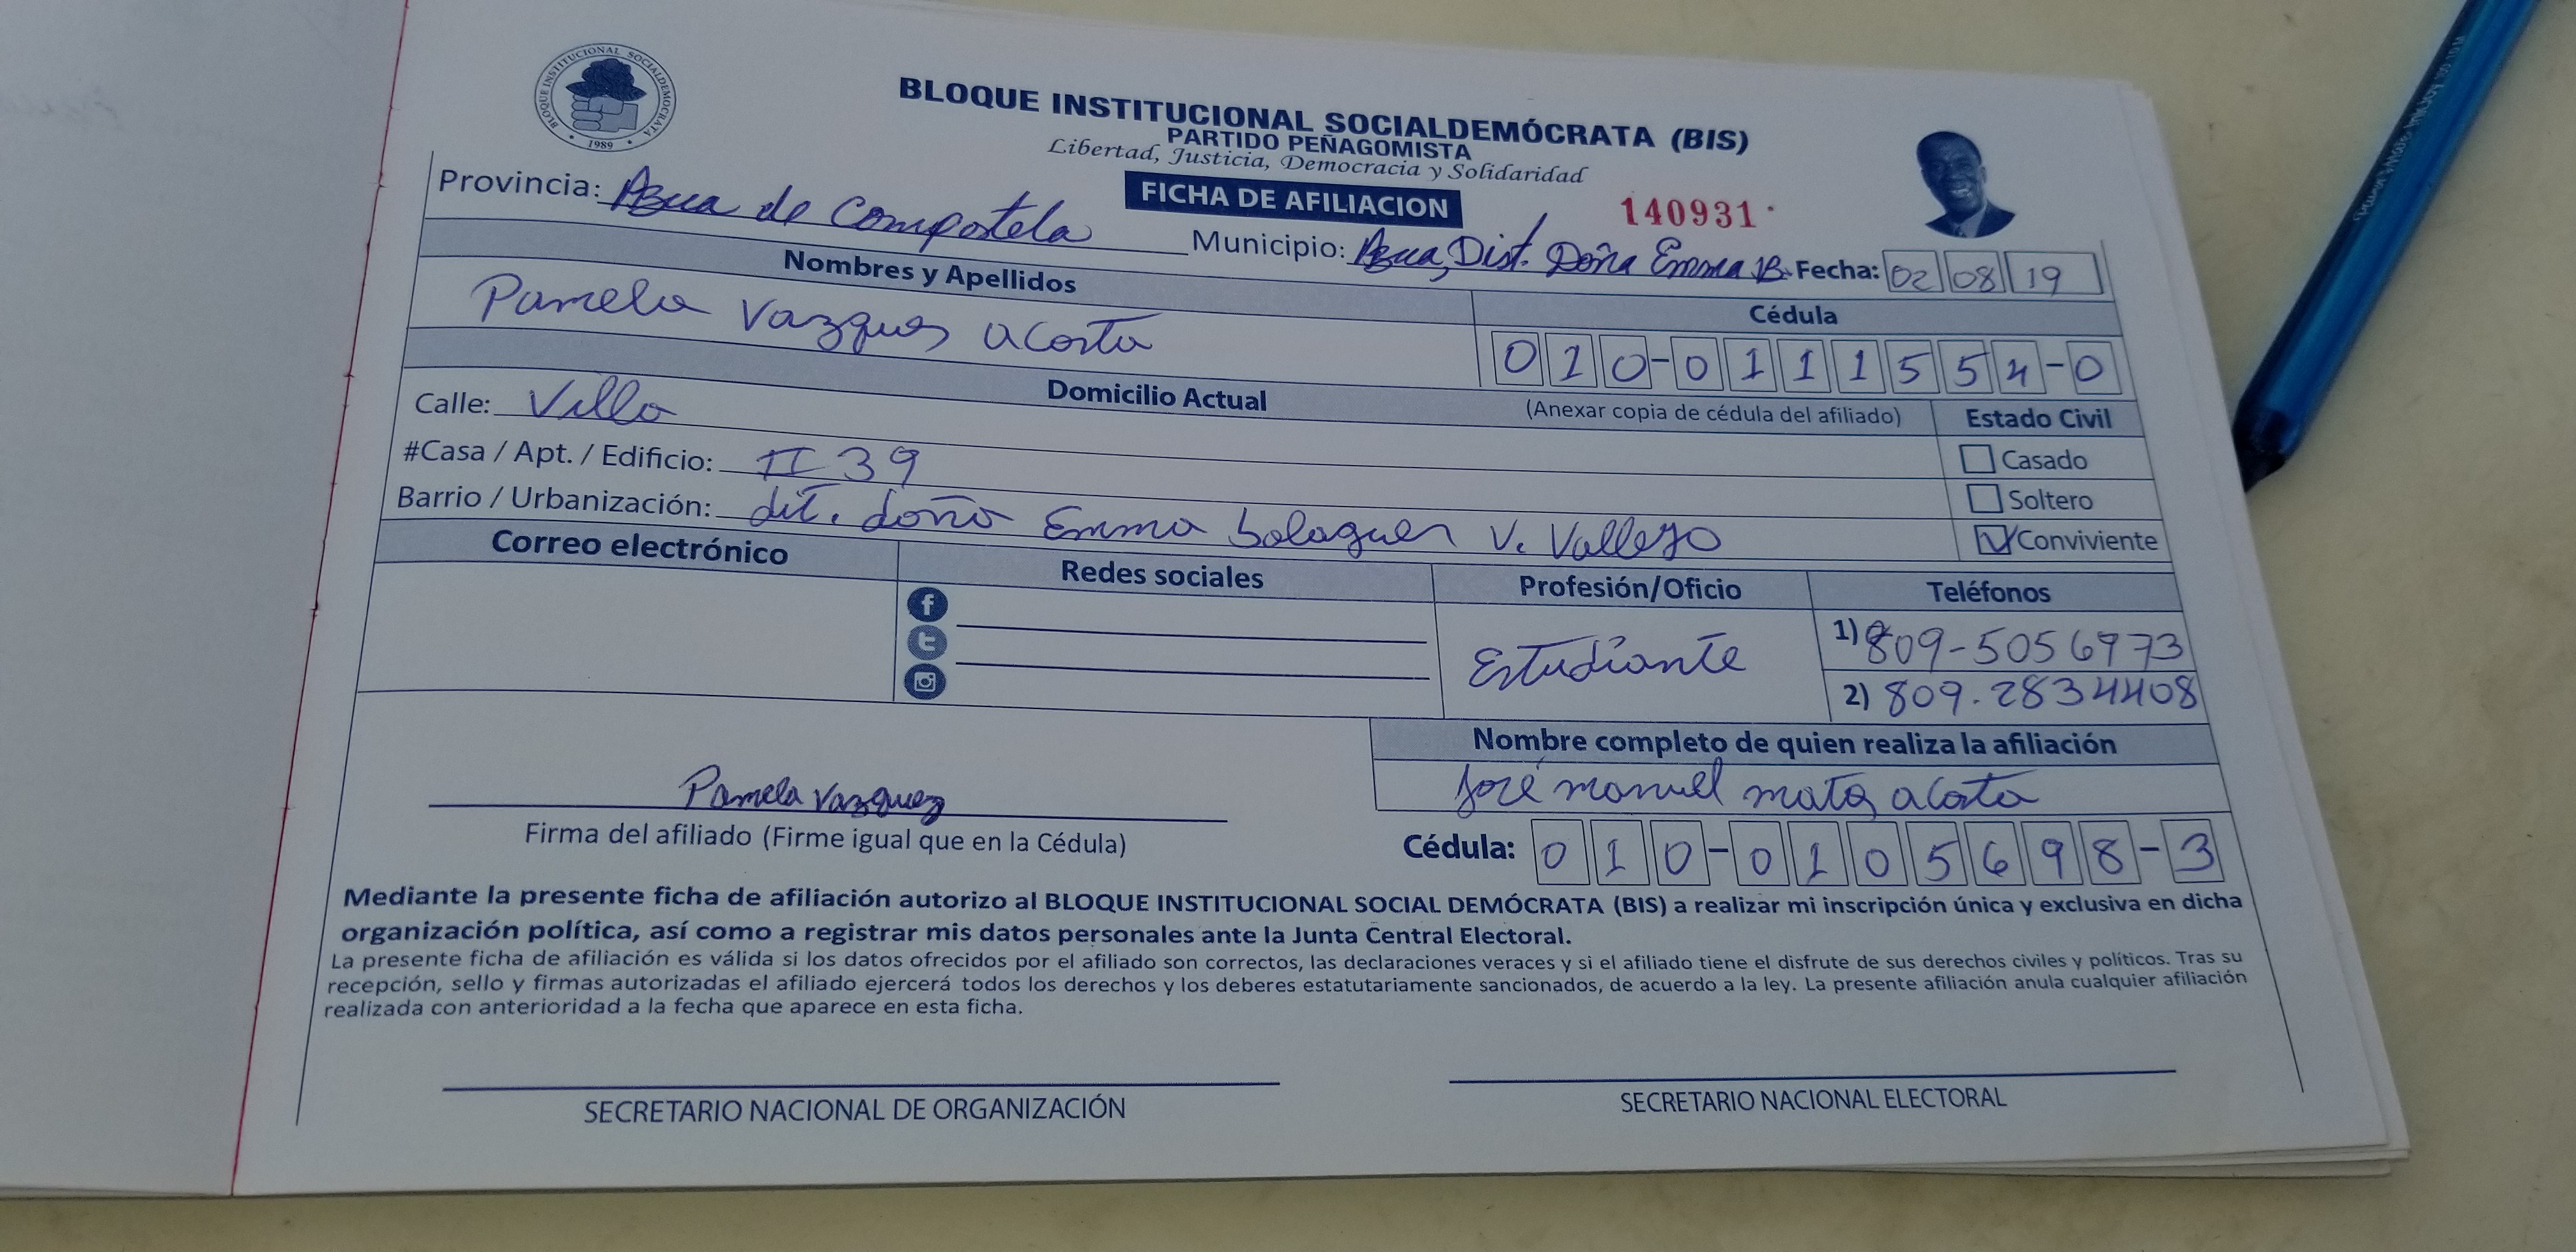 BLOQUE INSTITUCIONAL SOCIALDEMOCRATA
1989
BLOQUE INSTITUCIONAL SOCIALDEMÓCRATA (BIS)
PARTIDO PEÑAGOMISTA
Libertad, Justicia, Democracia y Solidaridad
FICHA DE AFILIACION
140931
Provincia: Azua de Compostela
Municipio: Azua, Dist. Doña Emma B. Fecha: 02 08 19
Nombres y Apellidos
Cédula
Pamela Vazques acosta
010-0111554-0
Domicilio Actual
(Anexar copia de cédula del afiliado)
Estado Civil
Calle: Villa
Casado
#Casa / Apt. / Edificio: II 39
Soltero
Barrio / Urbanización: dit. doña Emma balaguer V. Vallejo
Conviviente
Correo electrónico
Redes sociales
Profesión/Oficio
Teléfonos
Estudiante
1) 809-5056973
2) 809.2834408
Nombre completo de quien realiza la afiliación
José manuel mata acosta
Pamela Vazquez
Firma del afiliado (Firme igual que en la Cédula)
Cédula: 010-0105698-3
Mediante la presente ficha de afiliación autorizo al BLOQUE INSTITUCIONAL SOCIAL DEMÓCRATA (BIS) a realizar mi inscripción única y exclusiva en dicha
organización política, así como a registrar mis datos personales ante la Junta Central Electoral.
La presente ficha de afiliación es válida si los datos ofrecidos por el afiliado son correctos, las declaraciones veraces y si el afiliado tiene el disfrute de sus derechos civiles y políticos. Tras su
recepción, sello y firmas autorizadas el afiliado ejercerá todos los derechos y los deberes estatutariamente sancionados, de acuerdo a la ley. La presente afiliación anula cualquier afiliación
realizada con anterioridad a la fecha que aparece en esta ficha.
SECRETARIO NACIONAL DE ORGANIZACIÓN
SECRETARIO NACIONAL ELECTORAL